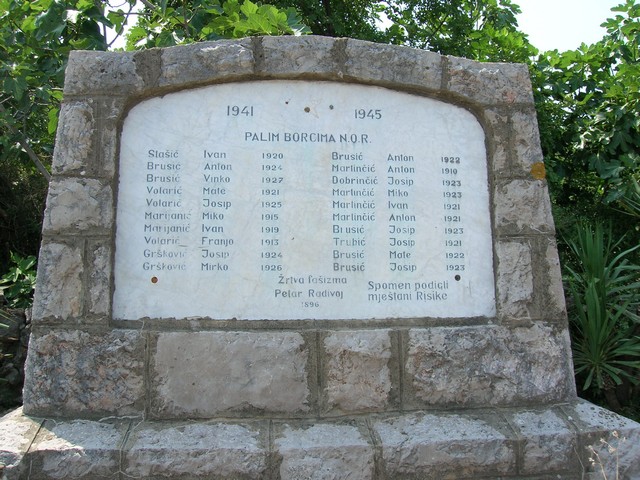 1941 1945
PALIM BORCIMA N.O.R.
Stašić Ivan 1920
Brusić Anton 1924
Brusić Vinko 1927
Volarić Mate 1921
Volarić Josip 1925
Marijanić Miko 1915
Marijanić Ivan 1919
Volarić Franjo 1913
Gršković Josip 1924
Gršković Mirko 1926
Brusić Anton 1922
Marlinčić Anton 1910
Dobrinčić Josip 1923
Marlinčić Miko 1923
Marlinčić Ivan 1921
Marlinčić Anton 1921
Brusić Josip 1923
Trubić Josip 1921
Brusić Mate 1922
Brusić Josip 1923
Žrtva fašizma
Petar Radivoj
1896
Spomen podigli
mještani Risike